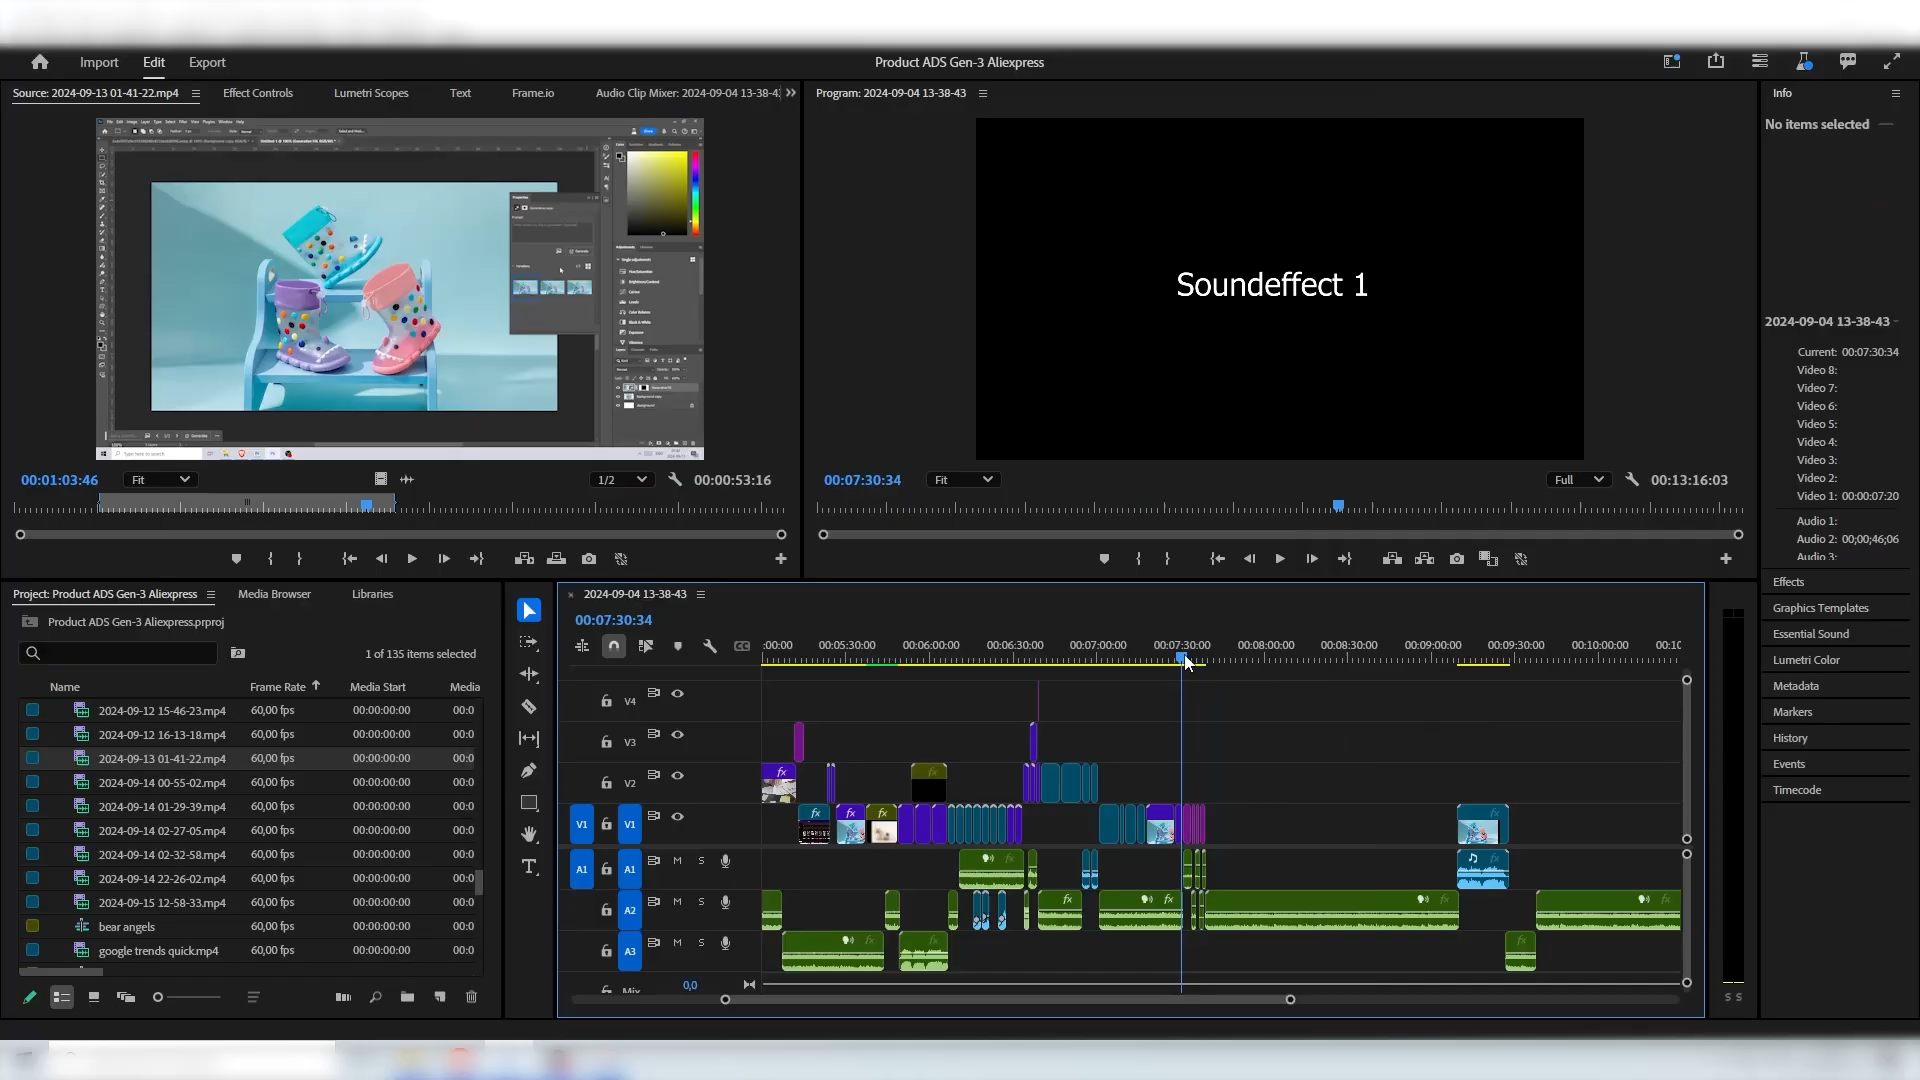 Import
Edit
Export
Product ADS Gen-3 Aliexpress
Source: 2024-09-13 01-41-22.mp4
Effect Controls
Lumetri Scopes
Text
Frame.io
Audio Clip Mixer: 2024-09-04 13-38-4
Program: 2024-09-04 13-38-43
Info
No items selected
Soundeffect 1
2024-09-04 13-38-43
Current: 00:07:30:34
Video 8:
Video 7:
Video 6:
Video 5:
Video 4:
Video 3:
Video 2:
Video 1: 00:00:07:20
Audio 1:
Audio 2: 00;00;46;06
Audio 3:
00:01:03:46
Fit
1/2
00:00:53:16
00:07:30:34
Fit
Full
00:13:16:03
Project: Product ADS Gen-3 Aliexpress
Media Browser
Libraries
Product ADS Gen-3 Aliexpress.prproj
1 of 135 items selected
Name
Frame Rate
Media Start
Media
2024-09-12 15-46-23.mp4 60,00 fps 00:00:00:00 00:0
2024-09-12 16-13-18.mp4 60,00 fps 00:00:00:00 00:0
2024-09-13 01-41-22.mp4 60,00 fps 00:00:00:00 00:0
2024-09-14 00-55-02.mp4 60,00 fps 00:00:00:00 00:0
2024-09-14 01-29-39.mp4 60,00 fps 00:00:00:00 00:0
2024-09-14 02-27-05.mp4 60,00 fps 00:00:00:00 00:0
2024-09-14 02-32-58.mp4 60,00 fps 00:00:00:00 00:0
2024-09-14 22-26-02.mp4 60,00 fps 00:00:00:00 00:0
2024-09-15 12-58-33.mp4 60,00 fps 00:00:00:00 00:0
bear angels 60,00 fps 00:00:00:00 00:0
google trends quick.mp4 60,00 fps 00:00:00:00 00:0
2024-09-04 13-38-43
00:07:30:34
:00:00 00:05:30:00 00:06:00:00 00:06:30:00 00:07:00:00 00:07:30:00 00:08:00:00 00:08:30:00 00:09:00:00 00:09:30:00 00:10:00:00 00:10
V4
V3
V2
fx
fx
V1
V1
fx
fx
fx
fx
A1
A1
M
S
fx
A2
M
S
fx
fx
fx
fx
A3
M
S
fx
fx
fx
Mix
0,0
S S
Effects
Graphics Templates
Essential Sound
Lumetri Color
Metadata
Markers
History
Events
Timecode